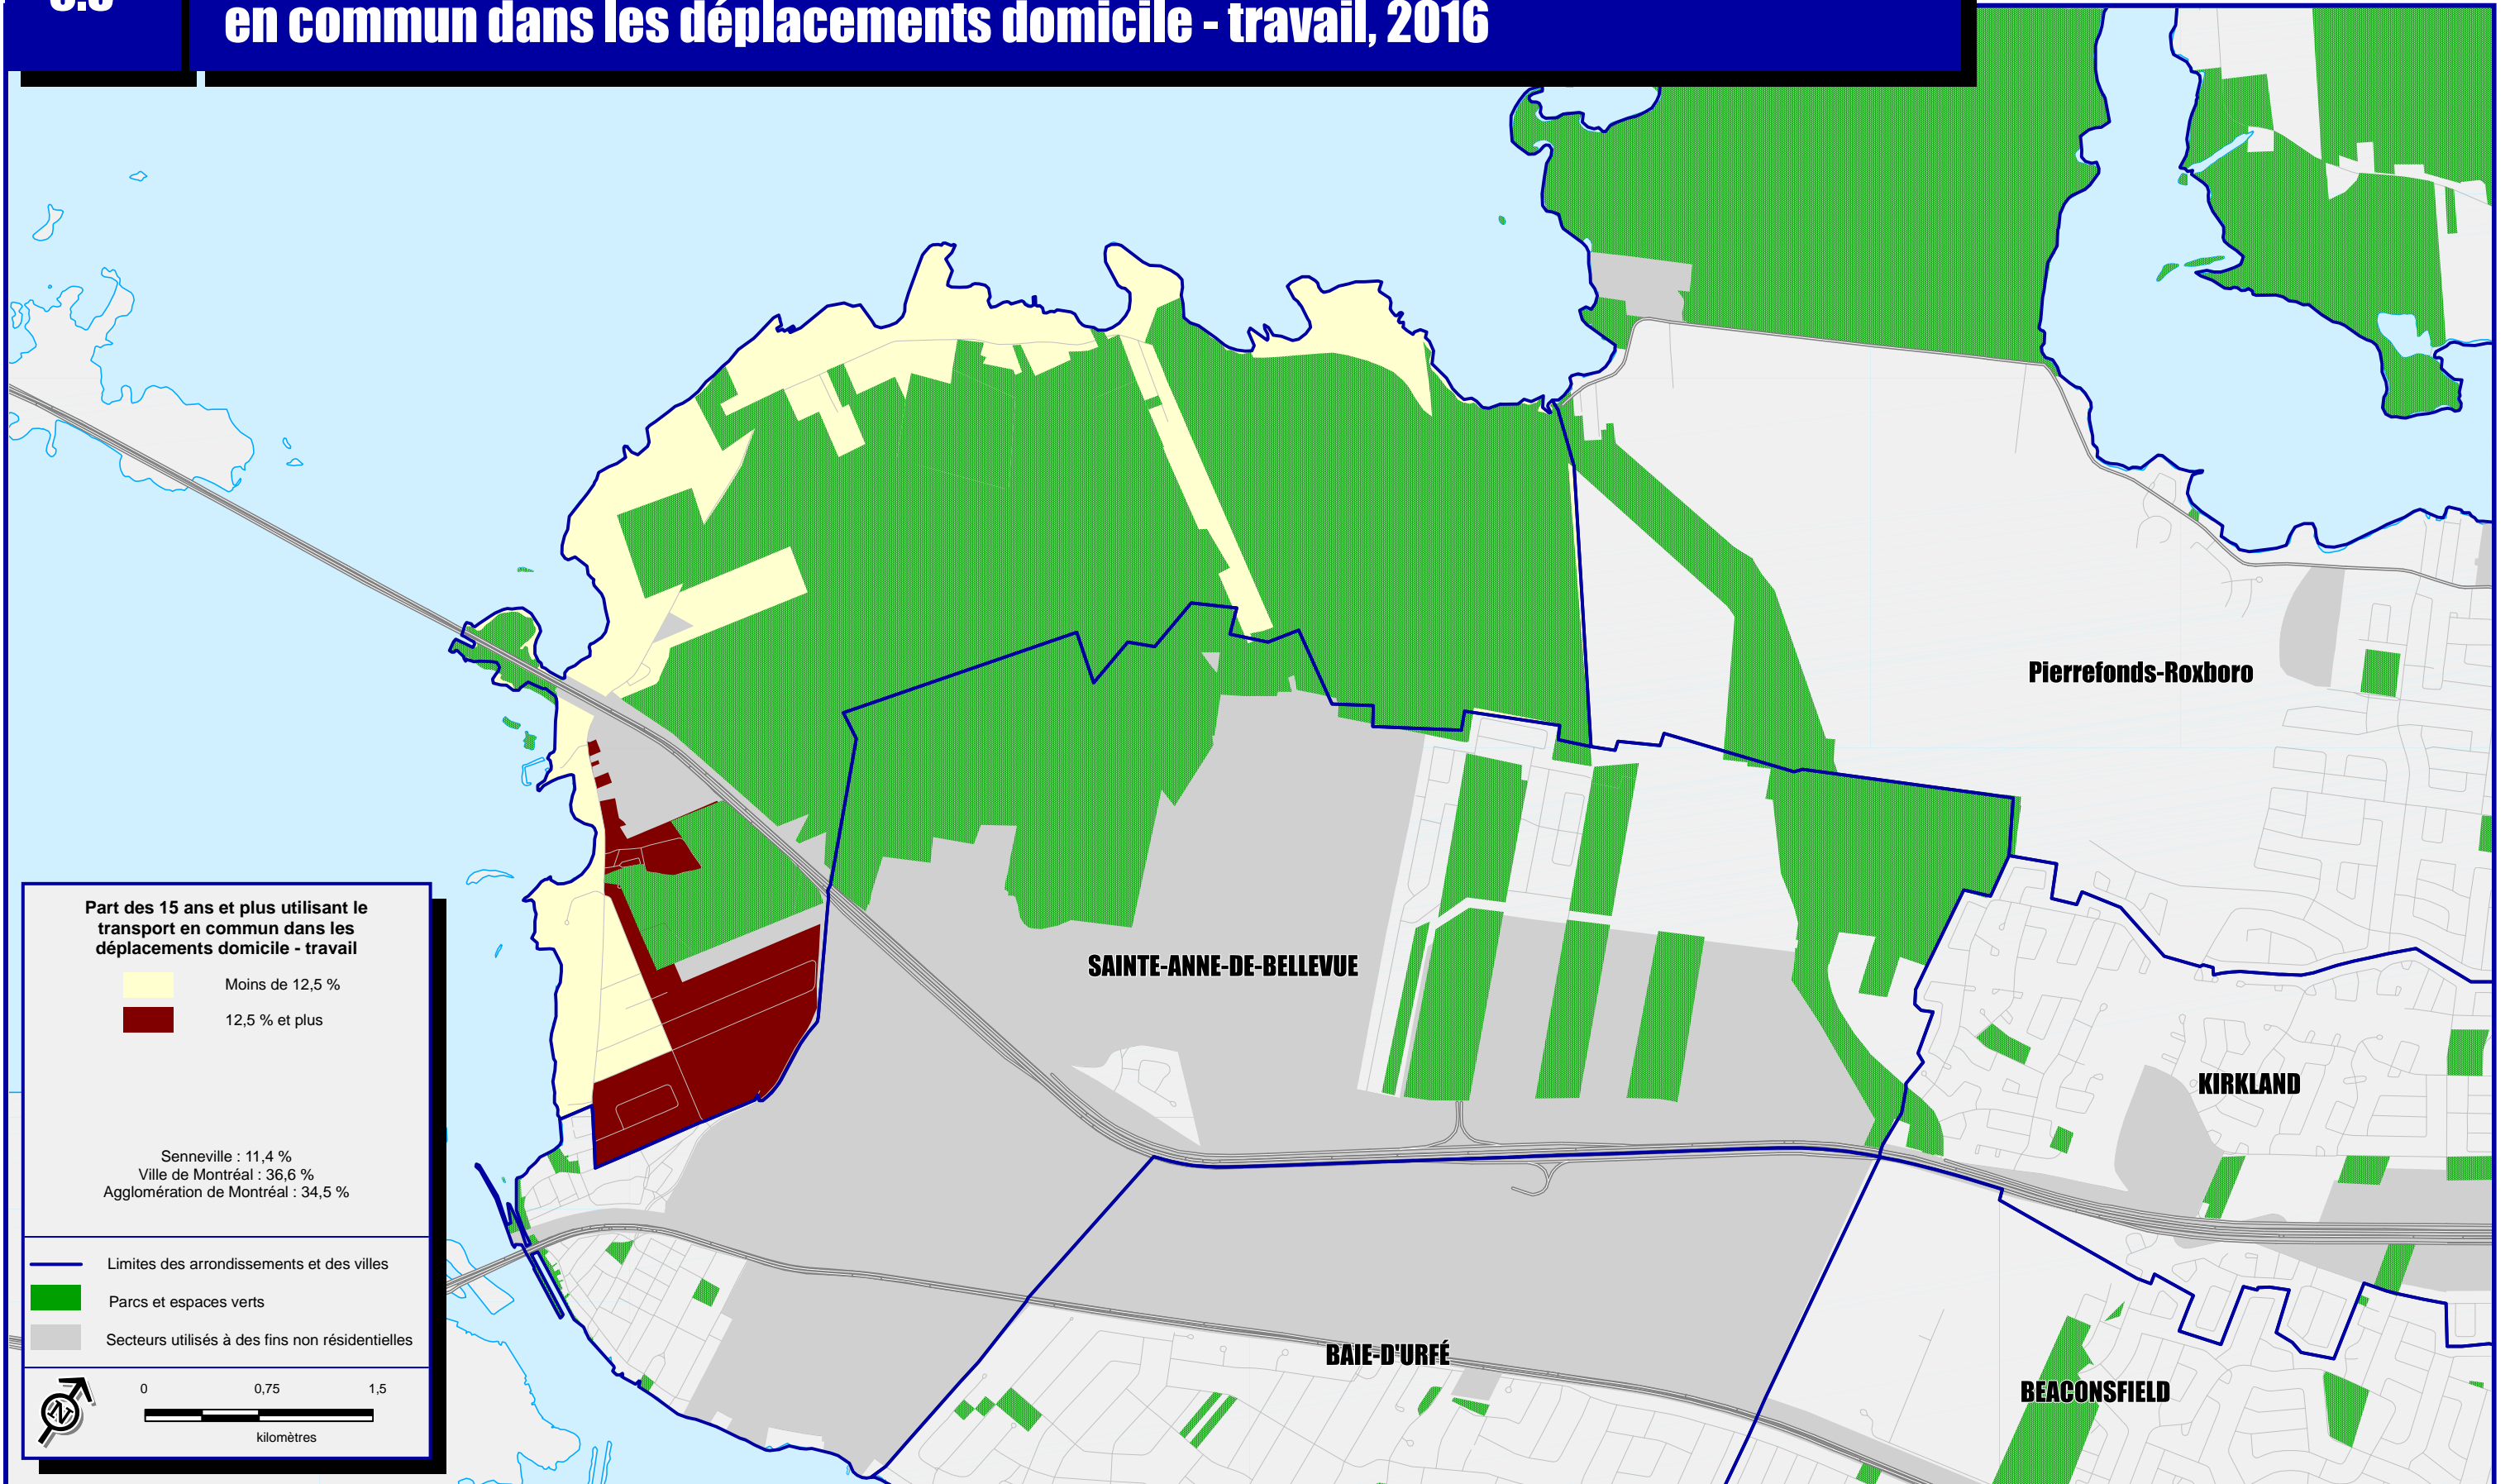 en commun dans les déplacements domicile - travail, 2016
Pierrefonds-Roxboro
SAINTE-ANNE-DE-BELLEVUE
KIRKLAND
BAIE-D'URFÉ
BEACONSFIELD
Part des 15 ans et plus utilisant le
transport en commun dans les
déplacements domicile - travail
Moins de 12,5 %
12,5 % et plus
Senneville : 11,4 %
Ville de Montréal : 36,6 %
Agglomération de Montréal : 34,5 %
Limites des arrondissements et des villes
Parcs et espaces verts
Secteurs utilisés à des fins non résidentielles
N
0 0,75 1,5
kilomètres